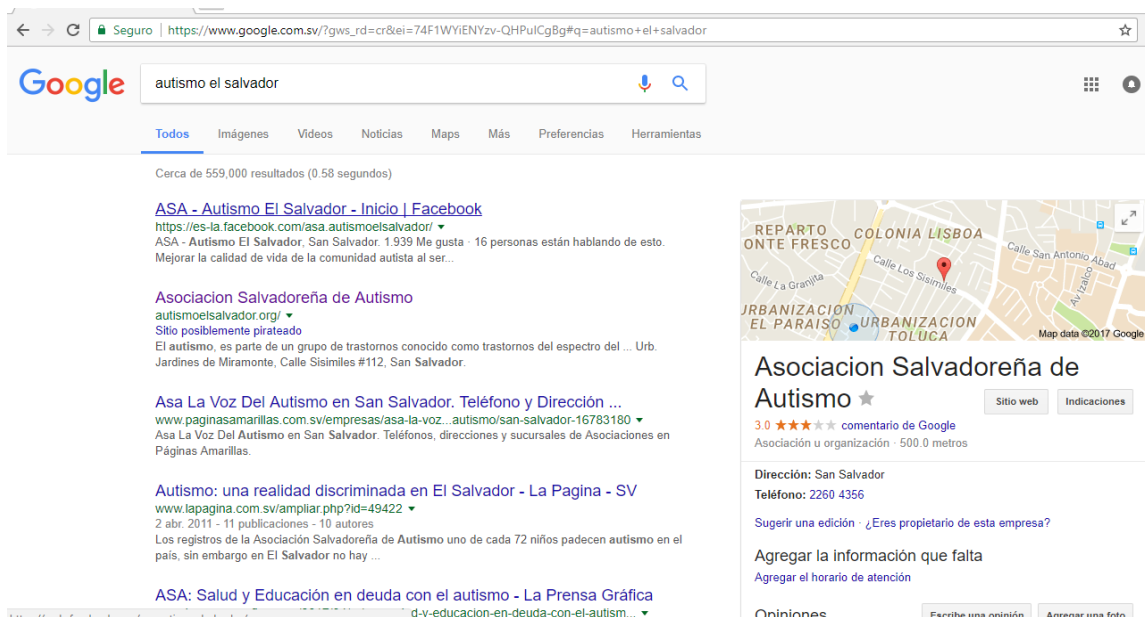 Seguro | https://www.google.com.sv/?gws_rd=cr&ei=74F1WYiENYzv-QHPuICgBg#q=autismo+el+salvador
Google
autismo el salvador
Todos Imágenes Videos Noticias Maps Más Preferencias Herramientas
Cerca de 559,000 resultados (0.58 segundos)
ASA - Autismo El Salvador - Inicio | Facebook
https://es-la.facebook.com/asa.autismoelsalvador/
ASA - Autismo El Salvador, San Salvador. 1.939 Me gusta · 16 personas están hablando de esto.
Mejorar la calidad de vida de la comunidad autista al ser...
Asociacion Salvadoreña de Autismo
autismoelsalvador.org/
Sitio posiblemente pirateado
El autismo, es parte de un grupo de trastornos conocido como trastornos del espectro del ... Urb.
Jardines de Miramonte, Calle Sisimiles #112, San Salvador.
Asa La Voz Del Autismo en San Salvador. Teléfono y Dirección ...
www.paginasamarillas.com.sv/empresas/asa-la-voz...autismo/san-salvador-16783180
Asa La Voz Del Autismo en San Salvador. Teléfonos, direcciones y sucursales de Asociaciones en
Páginas Amarillas.
Autismo: una realidad discriminada en El Salvador - La Pagina - SV
www.lapagina.com.sv/ampliar.php?id=49422
2 abr. 2011 - 11 publicaciones - 10 autores
Los registros de la Asociación Salvadoreña de Autismo uno de cada 72 niños padecen autismo en el
país, sin embargo en El Salvador no hay ...
ASA: Salud y Educación en deuda con el autismo - La Prensa Gráfica
d-y-educacion-en-deuda-con-el-autism...
REPARTO
ONTE FRESCO
COLONIA LISBOA
Calle San Antonio Abad
Calle Los Sisimiles
Calle La Granjita
Av Izalco
URBANIZACION
EL PARAISO
URBANIZACION
TOLUCA
Map data ©2017 Google
Asociacion Salvadoreña de
Autismo
Sitio web Indicaciones
3.0 comentario de Google
Asociación u organización · 500.0 metros
Dirección: San Salvador
Teléfono: 2260 4356
Sugerir una edición · ¿Eres propietario de esta empresa?
Agregar la información que falta
Agregar el horario de atención
Opiniones Escribe una opinión Agregar una foto